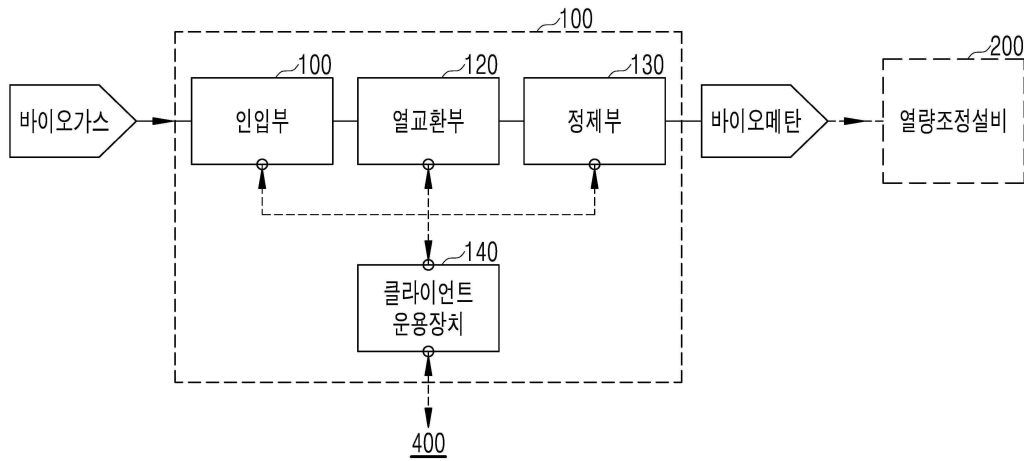 100
100
120
130
200
바이오가스
인입부
열교환부
정제부
바이오메탄
열량조정설비
140
클라이언트
운용장치
400